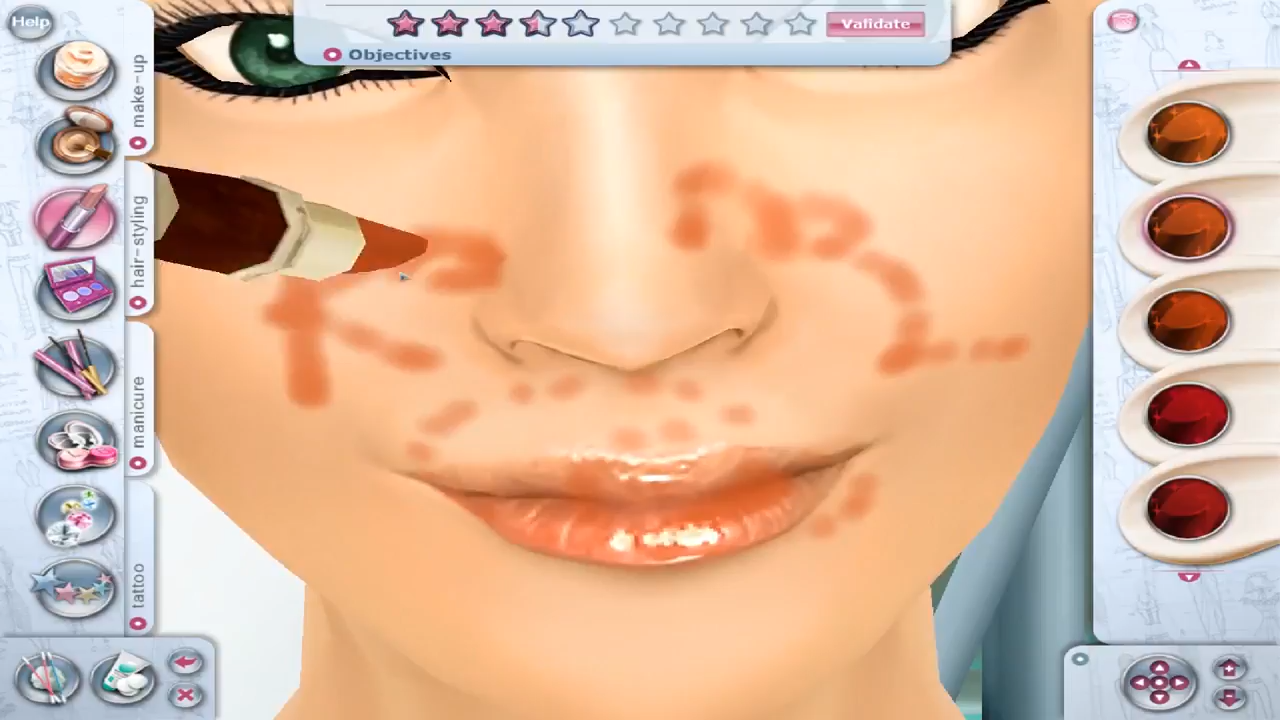 Help
Validate
Objectives
make-up
hair-styling
manicure
tattoo